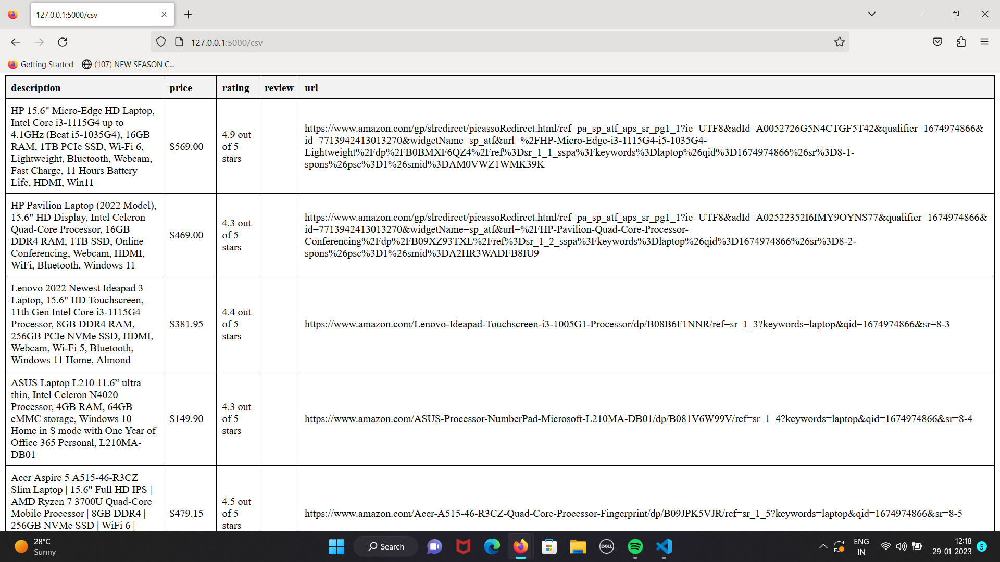 127.0.0.1:5000/csv
127.0.0.1:5000/csv
Getting Started
(107) NEW SEASON C...
description price rating review url
HP 15.6" Micro-Edge HD Laptop,
Intel Core i3-1115G4 up to
4.1GHz (Beat i5-1035G4), 16GB
RAM, 1TB PCIe SSD, Wi-Fi 6,
Lightweight, Bluetooth, Webcam,
Fast Charge, 11 Hours Battery
Life, HDMI, Win11
$569.00
4.9 out
of 5
stars
https://www.amazon.com/gp/slredirect/picassoRedirect.html/ref=pa_sp_atf_aps_sr_pg1_1?ie=UTF8&adId=A0052726G5N4CTGF5T42&qualifier=1674974866&
id=7713942413013270&widgetName=sp_atf&url=%2FHP-Micro-Edge-i3-1115G4-i5-1035G4-
Lightweight%2Fdp%2FB0BMXF6QZ4%2Fref%3Dsr_1_1_sspa%3Fkeywords%3Dlaptop%26qid%3D1674974866%26sr%3D8-1-
spons%26psc%3D1%26smid%3DAM0VWZ1WMK39K
HP Pavilion Laptop (2022 Model),
15.6" HD Display, Intel Celeron
Quad-Core Processor, 16GB
DDR4 RAM, 1TB SSD, Online
Conferencing, Webcam, HDMI,
WiFi, Bluetooth, Windows 11
$469.00
4.3 out
of 5
stars
https://www.amazon.com/gp/slredirect/picassoRedirect.html/ref=pa_sp_atf_aps_sr_pg1_1?ie=UTF8&adId=A02522352I6IMY9OYNS77&qualifier=1674974866&
id=7713942413013270&widgetName=sp_atf&url=%2FHP-Pavilion-Quad-Core-Processor-
Conferencing%2Fdp%2FB09XZ93TXL%2Fref%3Dsr_1_2_sspa%3Fkeywords%3Dlaptop%26qid%3D1674974866%26sr%3D8-2-
spons%26psc%3D1%26smid%3DA2HR3WADFB8IU9
Lenovo 2022 Newest Ideapad 3
Laptop, 15.6" HD Touchscreen,
11th Gen Intel Core i3-1115G4
Processor, 8GB DDR4 RAM,
256GB PCIe NVMe SSD, HDMI,
Webcam, Wi-Fi 5, Bluetooth,
Windows 11 Home, Almond
$381.95
4.4 out
of 5
stars
https://www.amazon.com/Lenovo-Ideapad-Touchscreen-i3-1005G1-Processor/dp/B08B6F1NNR/ref=sr_1_3?keywords=laptop&qid=1674974866&sr=8-3
ASUS Laptop L210 11.6” ultra
thin, Intel Celeron N4020
Processor, 4GB RAM, 64GB
eMMC storage, Windows 10
Home in S mode with One Year of
Office 365 Personal, L210MA-
DB01
$149.90
4.3 out
of 5
stars
https://www.amazon.com/ASUS-Processor-NumberPad-Microsoft-L210MA-DB01/dp/B081V6W99V/ref=sr_1_4?keywords=laptop&qid=1674974866&sr=8-4
Acer Aspire 5 A515-46-R3CZ
Slim Laptop | 15.6" Full HD IPS |
AMD Ryzen 7 3700U Quad-Core
Mobile Processor | 8GB DDR4 |
256GB NVMe SSD | WiFi 6 |
$479.15
4.5 out
of 5
stars
https://www.amazon.com/Acer-A515-46-R3CZ-Quad-Core-Processor-Fingerprint/dp/B09JPK5VJR/ref=sr_1_5?keywords=laptop&qid=1674974866&sr=8-5
28°C
Sunny
Search
DELL
ENG
IN
12:18
29-01-2023
5